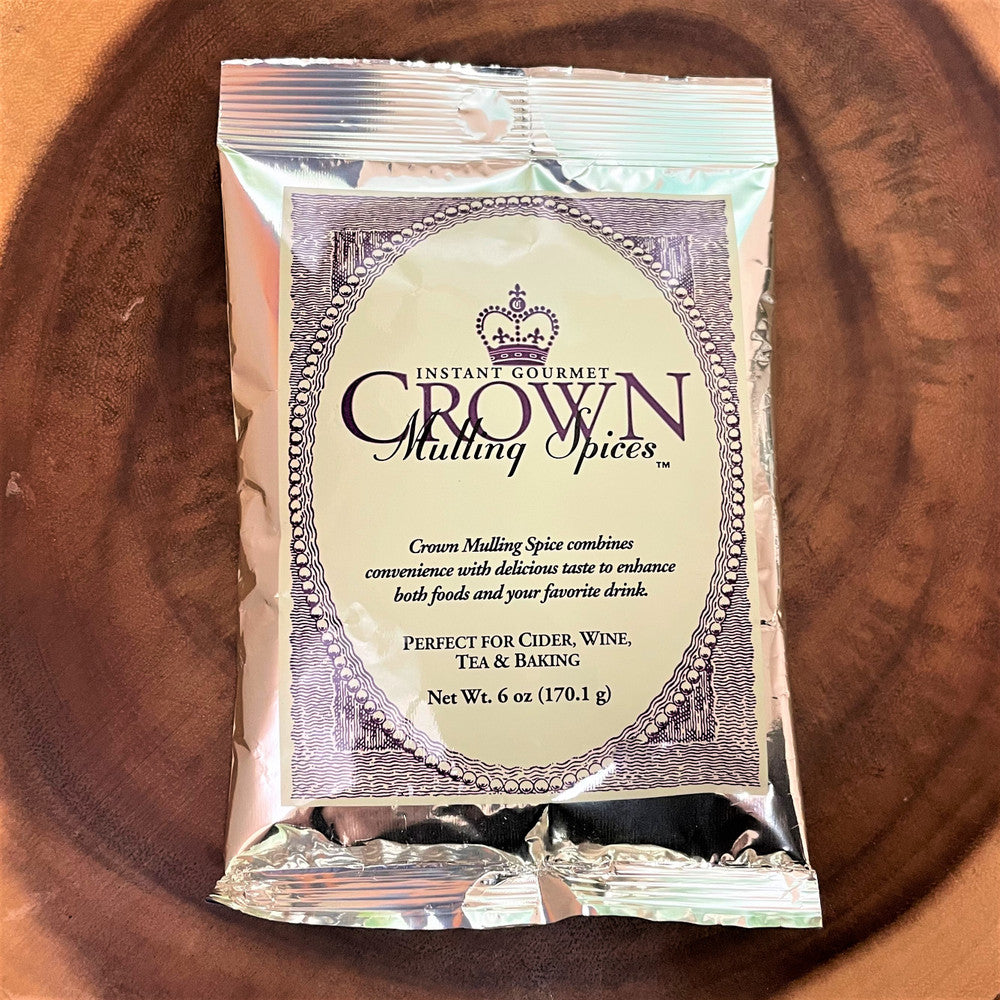 INSTANT GOURMET
CROWN
Mulling Spices™
Crown Mulling Spice combines
convenience with delicious taste to enhance
both foods and your favorite drink.
PERFECT FOR CIDER, WINE,
TEA & BAKING
Net Wt. 6 oz (170.1 g)